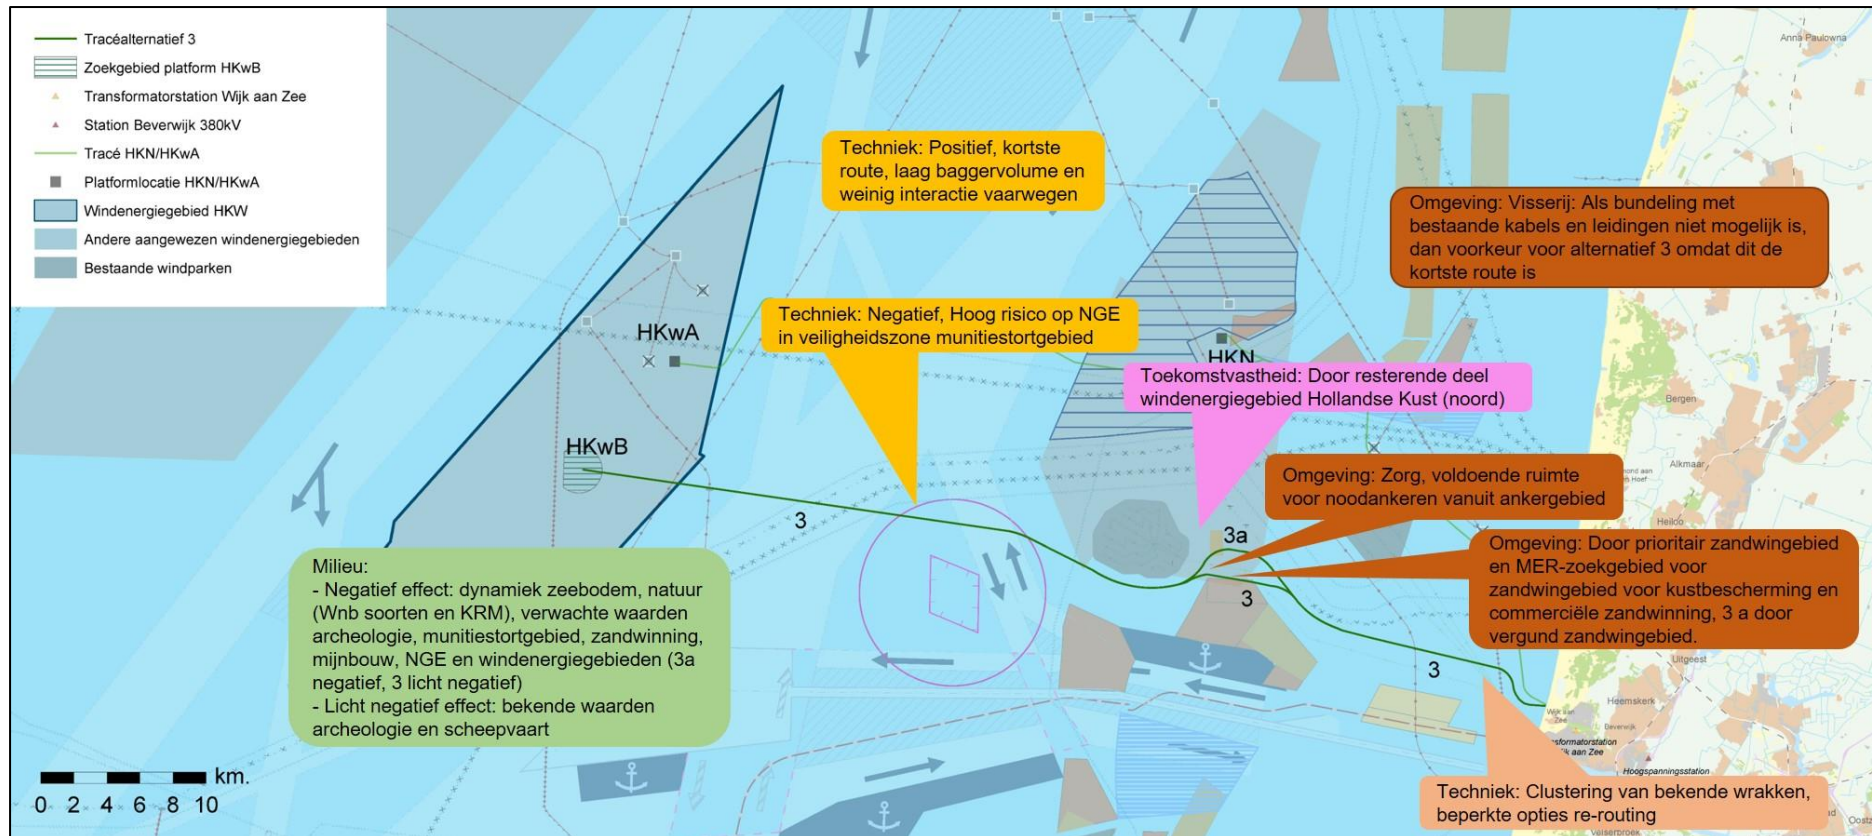 Tracéalternatief 3
Zoekgebied platform HKwB
Transformatorstation Wijk aan Zee
Station Beverwijk 380kV
Tracé HKN/HKwA
Platformlocatie HKN/HKwA
Windenergiegebied HKW
Andere aangewezen windenergiegebieden
Bestaande windparken
Anna Paulowna
Techniek: Positief, kortste
route, laag baggervolume en
weinig interactie vaarwegen
Omgeving: Visserij: Als bundeling met
bestaande kabels en leidingen niet mogelijk is,
dan voorkeur voor alternatief 3 omdat dit de
kortste route is
Techniek: Negatief, Hoog risico op NGE
in veiligheidszone munitiestortgebied
HKwA
HKN
Toekomstvastheid: Door resterende deel
windenergiegebied Hollandse Kust (noord)
Bergen
HKwB
Alkmaar
Omgeving: Zorg, voldoende ruimte
voor noodankeren vanuit ankergebied
Heiloo
3
3a
3
3
Omgeving: Door prioritair zandwingebied
en MER-zoekgebied voor
zandwingebied voor kustbescherming en
commerciële zandwinning, 3 a door
vergund zandwingebied.
Milieu:
- Negatief effect: dynamiek zeebodem, natuur
(Wnb soorten en KRM), verwachte waarden
archeologie, munitiestortgebied, zandwinning,
mijnbouw, NGE en windenergiegebieden (3a
negatief, 3 licht negatief)
- Licht negatief effect: bekende waarden
archeologie en scheepvaart
Uitgeest
Heemskerk
Wijk aan
Zee
Beverwijk
Hoogspanningsstation
Techniek: Clustering van bekende wrakken,
beperkte opties re-routing
Velserbroek
km.
0 2 4 6 8 10